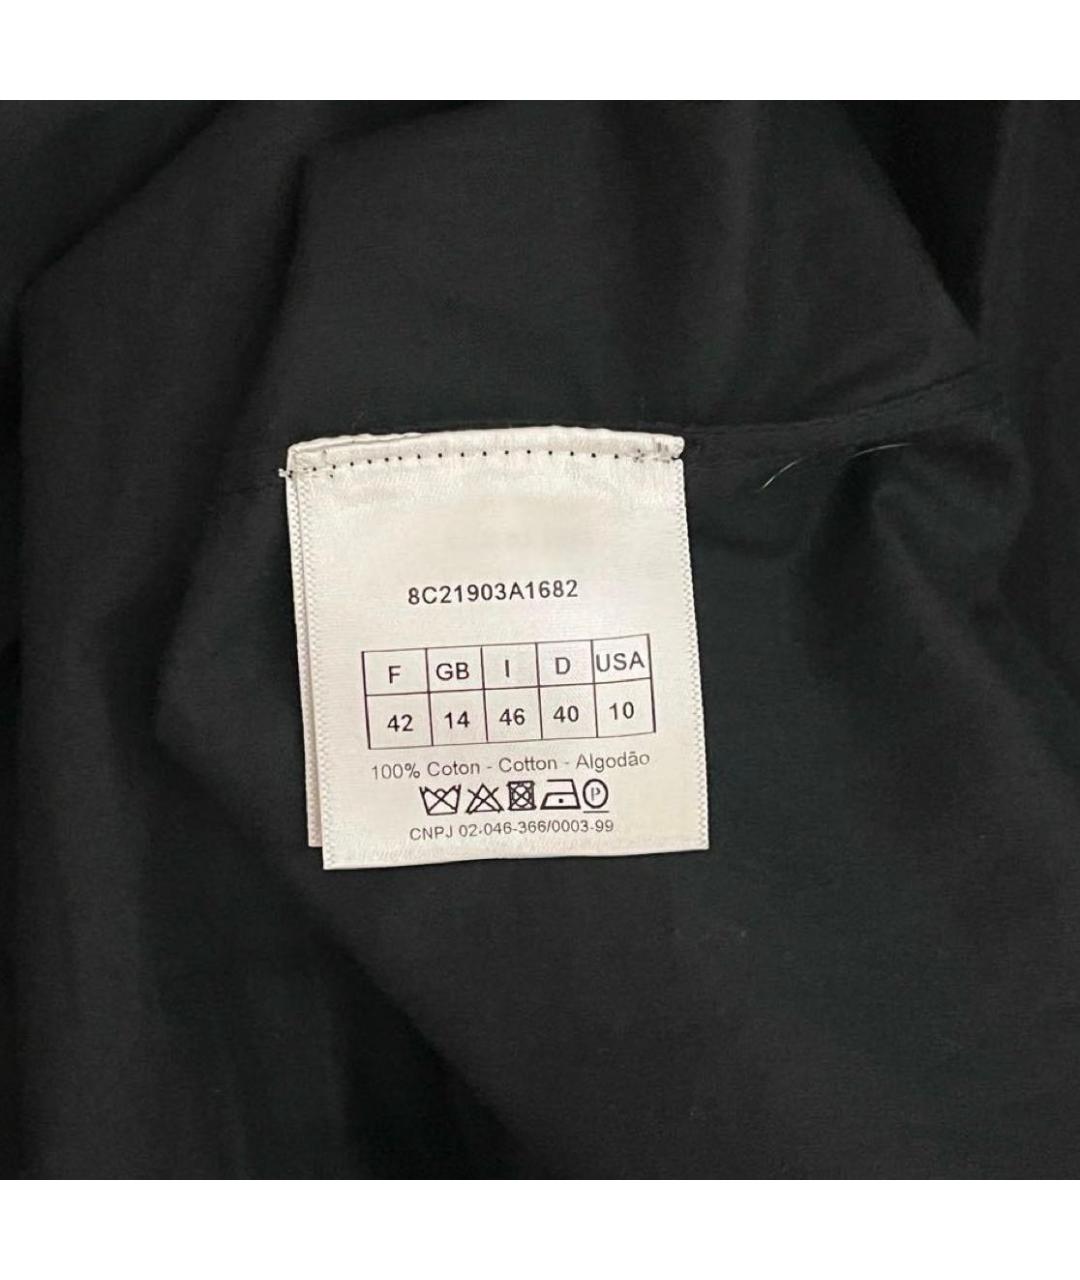 8C21903A1682
F GB I D USA
42 14 46 40 10
100% Coton - Cotton - Algodão
P
CNPJ 02.046-366/0003-99